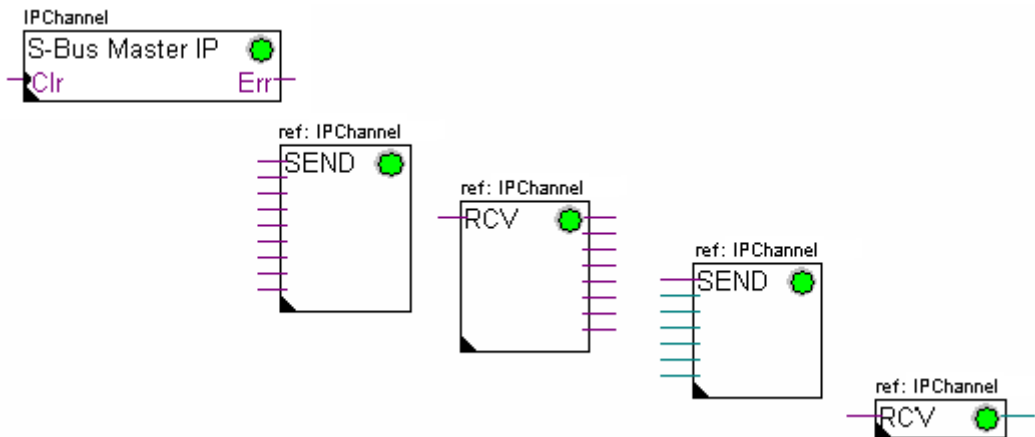 IPChannel
S-Bus Master IP
Clr Err
ref: IPChannel
SEND
ref: IPChannel
RCV
ref: IPChannel
SEND
ref: IPChannel
RCV